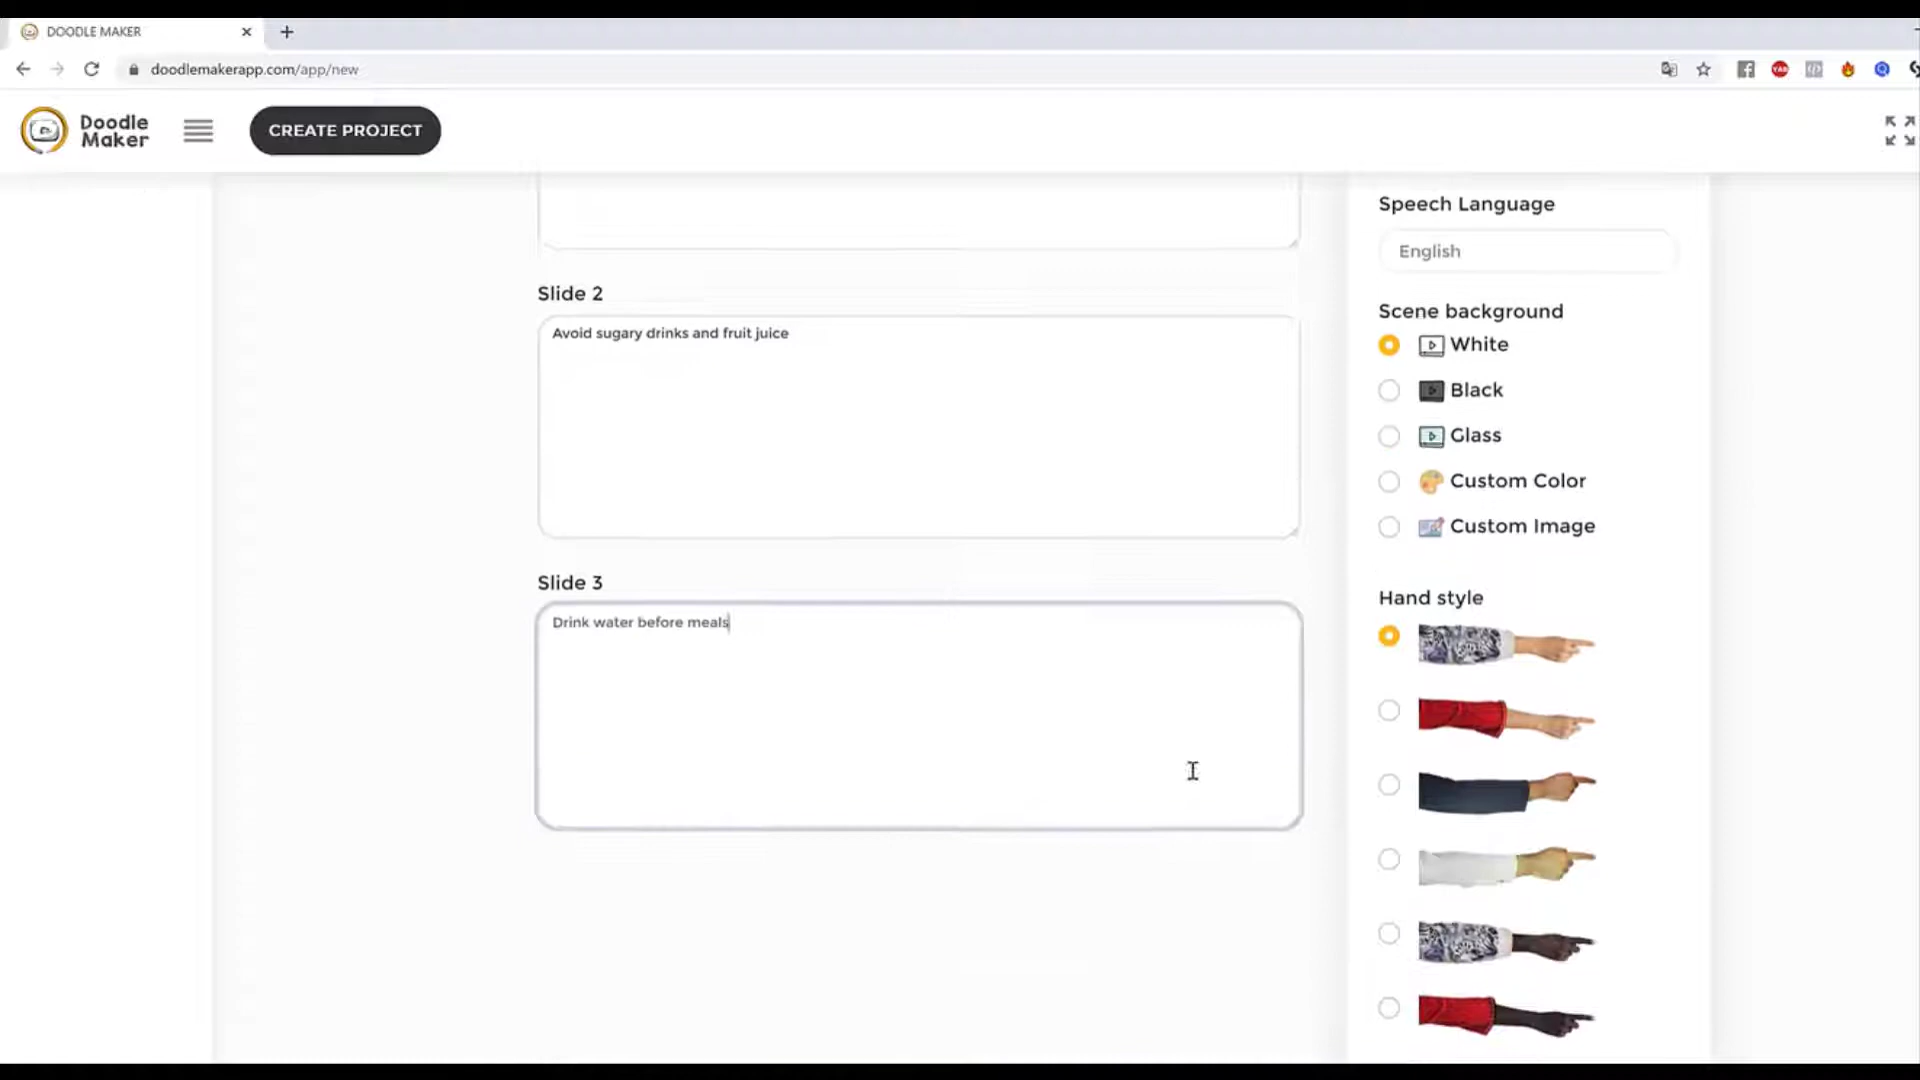 DOODLE MAKER
doodlemakerapp.com/app/new
Doodle
Maker
CREATE PROJECT
Slide 2
Avoid sugary drinks and fruit juice
Slide 3
Drink water before meals
Speech Language
English
Scene background
White
Black
Glass
Custom Color
Custom Image
Hand style